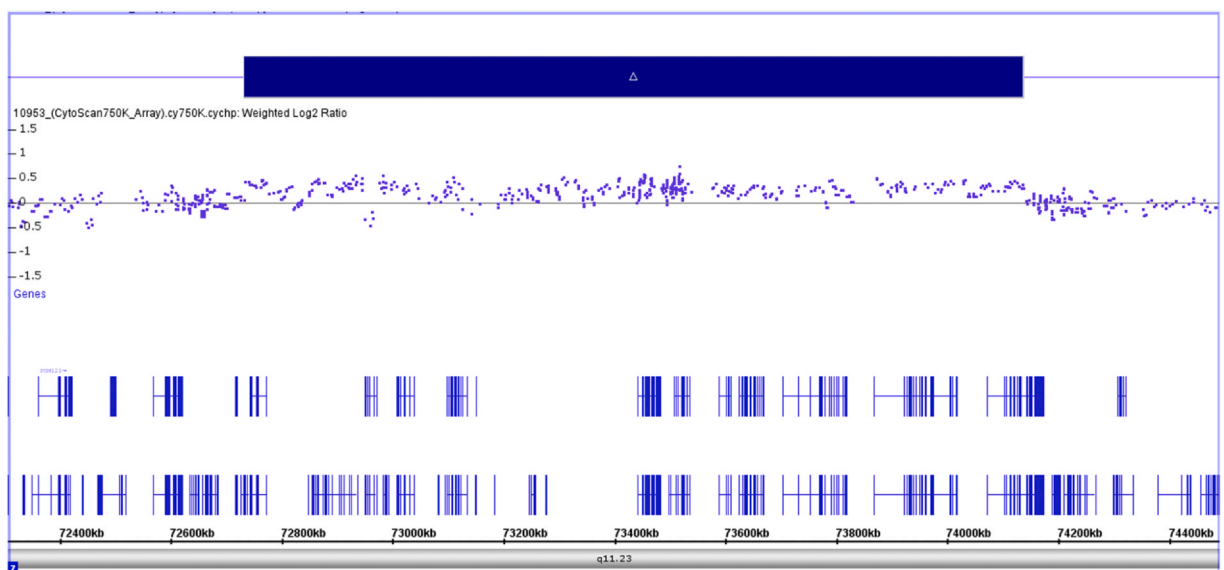 10953_(CytoScan750K_Array).cy750K.cychp: Weighted Log2 Ratio
1.5
1
0.5
0
-0.5
-1
-1.5
Genes
72400kb 72600kb 72800kb 73000kb 73200kb 73400kb 73600kb 73800kb 74000kb 74200kb 74400kb
q11.23
7